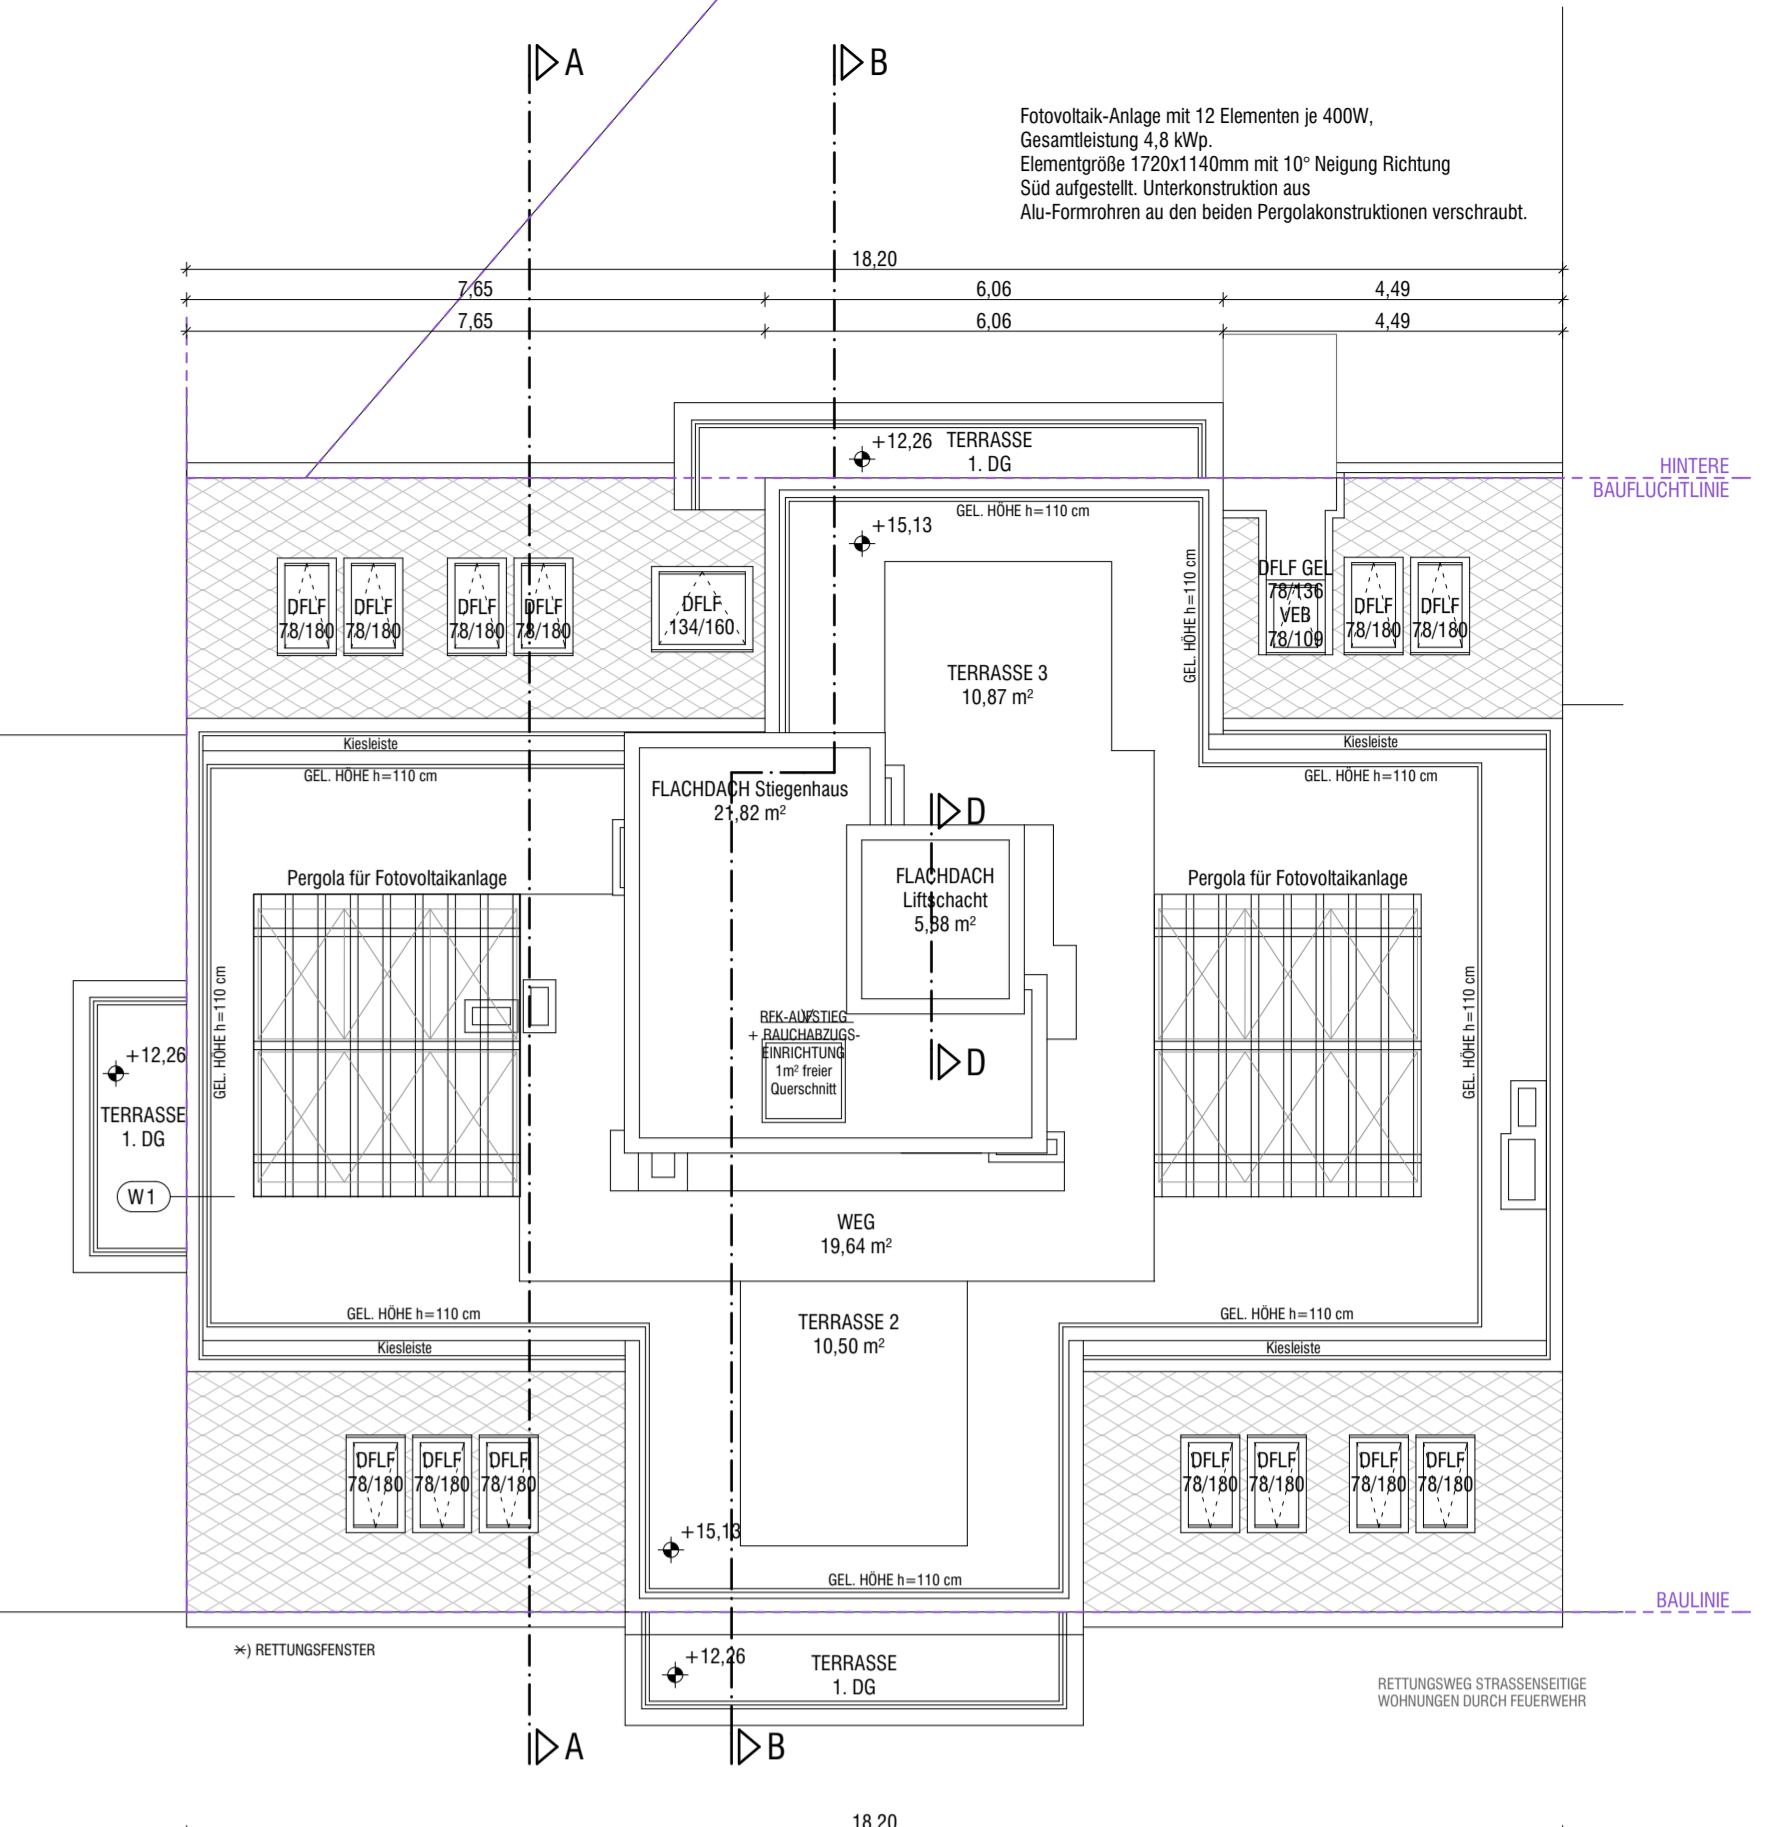 A
B
Fotovoltaik-Anlage mit 12 Elementen je 400W,
Gesamtleistung 4,8 kWp.
Elementgröße 1720x1140mm mit 10° Neigung Richtung
Süd aufgestellt. Unterkonstruktion aus
Alu-Formrohren au den beiden Pergolakonstruktionen verschraubt.
18,20
7,65
6,06
4,49
7,65
6,06
4,49
+12,26
TERRASSE
1. DG
HINTERE
BAUFLUCHTLINIE
GEL. HÖHE h=110 cm
+15,13
GEL. HÖHE h=110 cm
DFLF
78/180
DFLF
78/180
DFLF
78/180
DFLF
78/180
DFLF
134/160
DFLF GEL
78/136
VEB
78/109
DFLF
78/180
DFLF
78/180
TERRASSE 3
10,87 m²
Kiesleiste
GEL. HÖHE h=110 cm
Kiesleiste
GEL. HÖHE h=110 cm
FLACHDACH Stiegenhaus
21,82 m²
D
FLACHDACH
Liftschacht
5,88 m²
Pergola für Fotovoltaikanlage
Pergola für Fotovoltaikanlage
GEL. HÖHE h=110 cm
GEL. HÖHE h=110 cm
RFK-AUFSTIEG
+ RAUCHABZUGS-
EINRICHTUNG
1m² freier
Querschnitt
D
+12,26
TERRASSE
1. DG
W1
WEG
19,64 m²
GEL. HÖHE h=110 cm
Kiesleiste
TERRASSE 2
10,50 m²
GEL. HÖHE h=110 cm
Kiesleiste
DFLF
78/180
DFLF
78/180
DFLF
78/180
DFLF
78/180
DFLF
78/180
DFLF
78/180
DFLF
78/180
+15,13
GEL. HÖHE h=110 cm
BAULINIE
*) RETTUNGSFENSTER
+12,26
TERRASSE
1. DG
RETTUNGSWEG STRASSENSEITIGE
WOHNUNGEN DURCH FEUERWEHR
A
B
18,20